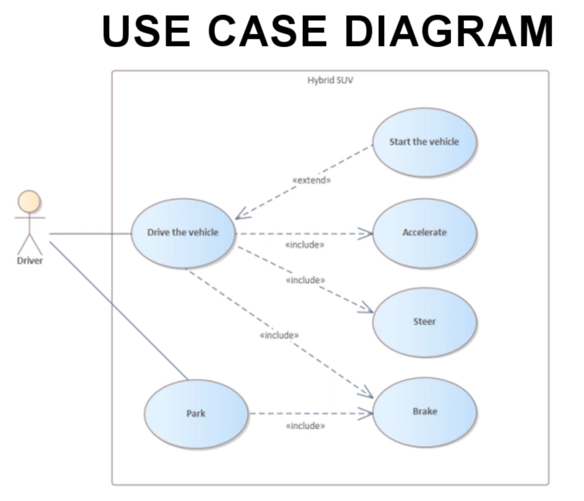 USE CASE DIAGRAM
Hybrid SUV
Start the vehicle
«extend»
Driver
Drive the vehicle
«include»
Accelerate
«include»
Steer
«include»
Park
«include»
Brake